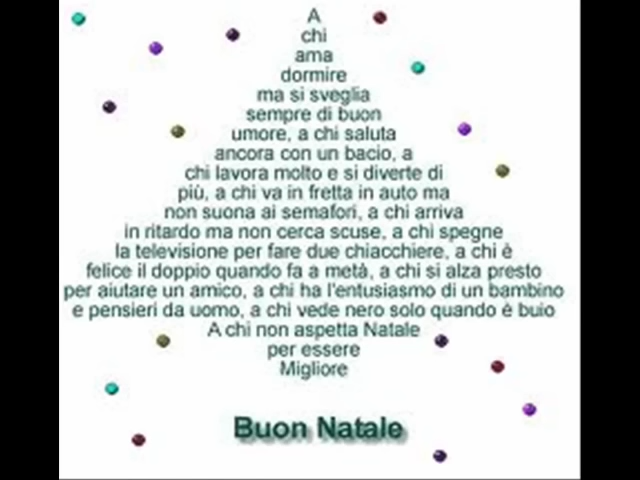 A
chi
ama
dormire
ma si sveglia
sempre di buon
umore, a chi saluta
ancora con un bacio, a
chi lavora molto e si diverte di
più, a chi va in fretta in auto ma
non suona ai semafori, a chi arriva
in ritardo ma non cerca scuse, a chi spegne
la televisione per fare due chiacchiere, a chi è
felice il doppio quando fa a metà, a chi si alza presto
per aiutare un amico, a chi ha l'entusiasmo di un bambino
e pensieri da uomo, a chi vede nero solo quando è buio
A chi non aspetta Natale
per essere
Migliore
Buon Natale